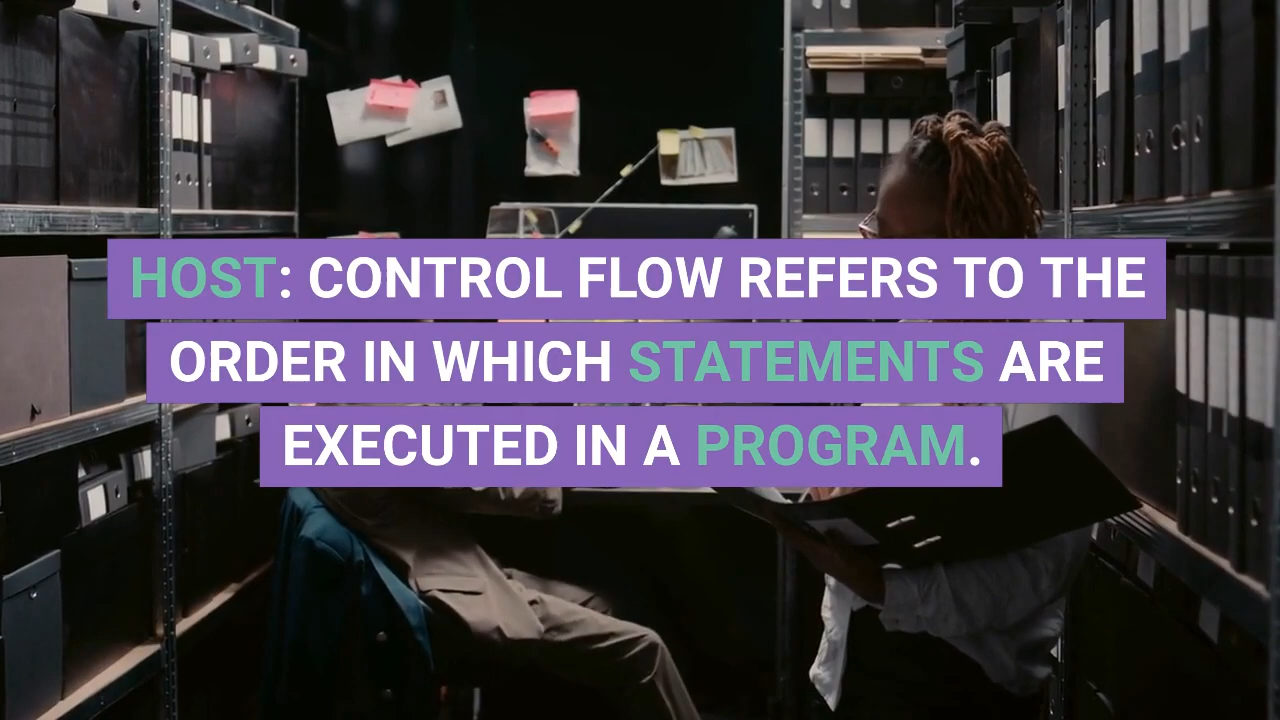 HOST: CONTROL FLOW REFERS TO THE
ORDER IN WHICH STATEMENTS ARE
EXECUTED IN A PROGRAM.